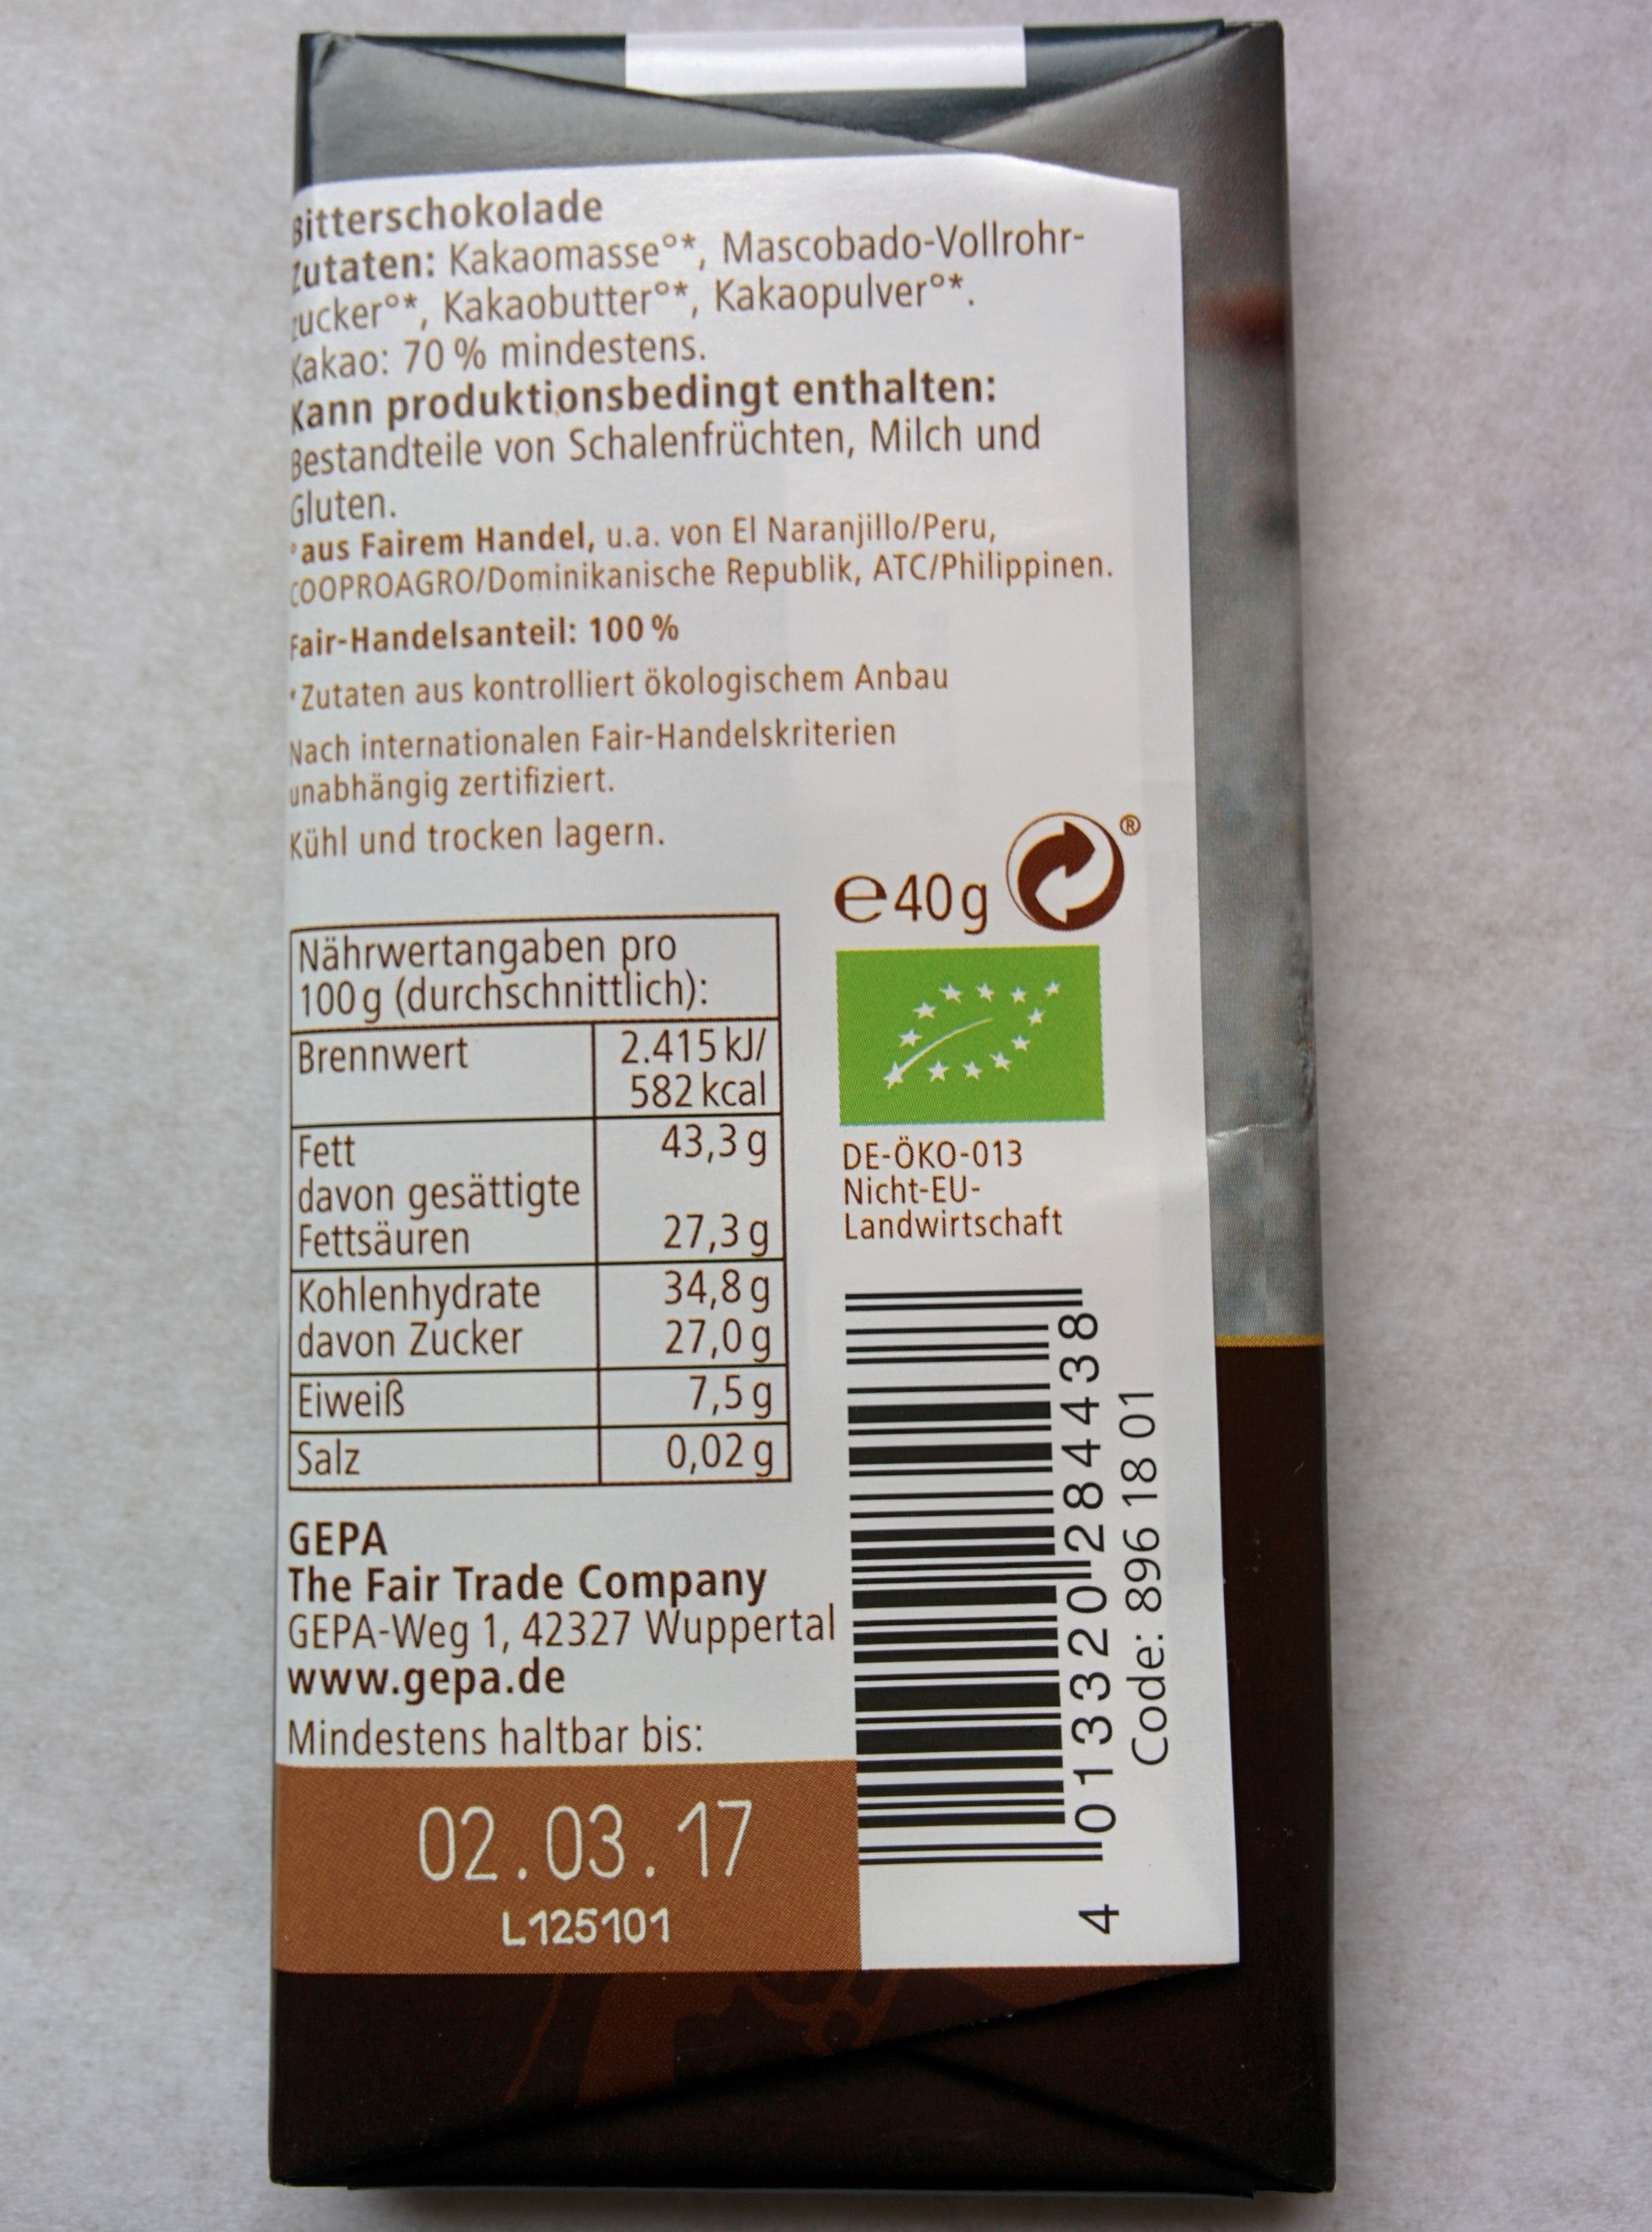 Bitterschokolade
Zutaten: Kakaomasse°*, Mascobado-Vollrohr-
zucker°*, Kakaobutter°*, Kakaopulver°*.
Kakao: 70 % mindestens.
Kann produktionsbedingt enthalten:
Bestandteile von Schalenfrüchten, Milch und
Gluten.
°aus Fairem Handel, u.a. von El Naranjillo/Peru,
COOPROAGRO/Dominikanische Republik, ATC/Philippinen.
Fair-Handelsanteil: 100 %
*Zutaten aus kontrolliert ökologischem Anbau
Nach internationalen Fair-Handelskriterien
unabhängig zertifiziert.
Kühl und trocken lagern.
e40g ®
Nährwertangaben pro
100 g (durchschnittlich):
Brennwert 2.415 kJ/
582 kcal
Fett 43,3 g
davon gesättigte
Fettsäuren 27,3 g
Kohlenhydrate 34,8 g
davon Zucker 27,0 g
Eiweiß 7,5 g
Salz 0,02 g
DE-ÖKO-013
Nicht-EU-
Landwirtschaft
GEPA
The Fair Trade Company
GEPA-Weg 1, 42327 Wuppertal
www.gepa.de
Mindestens haltbar bis:
02.03.17
L125101
4 013320 284438
Code: 896 18 01